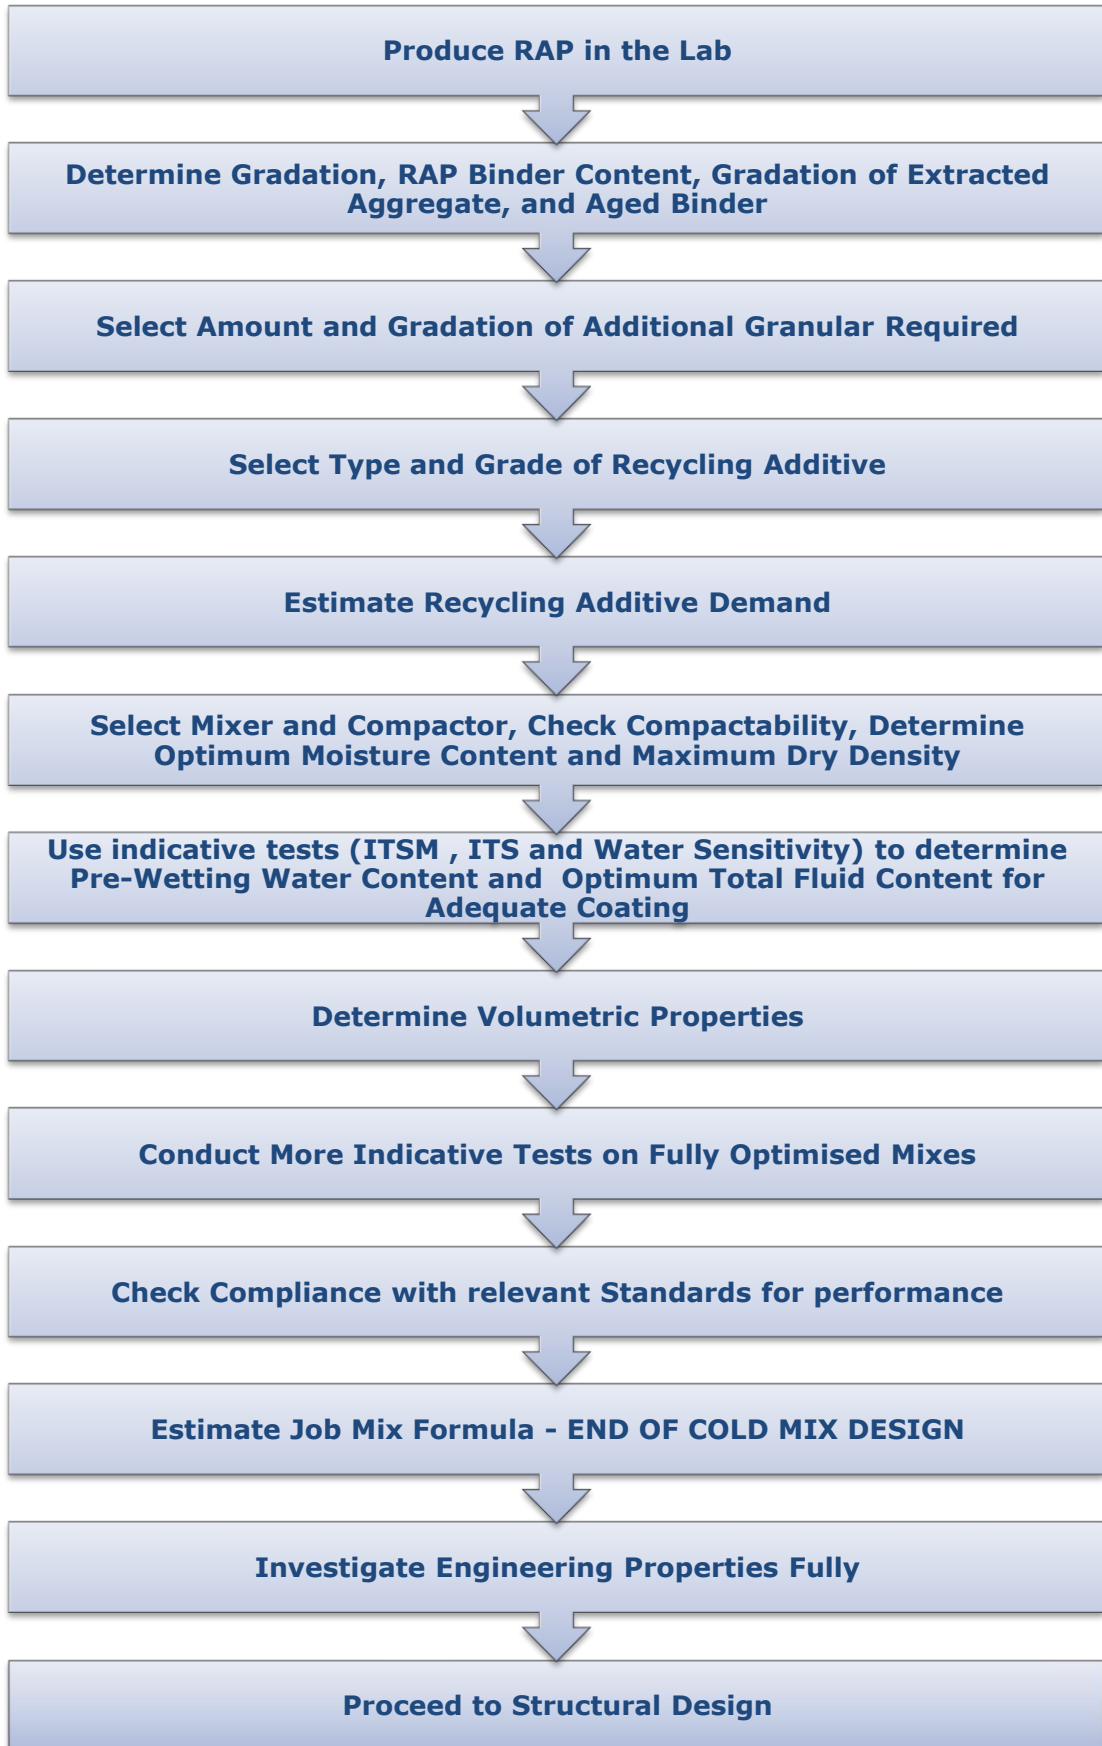 Produce RAP in the Lab
Determine Gradation, RAP Binder Content, Gradation of Extracted
Aggregate, and Aged Binder
Select Amount and Gradation of Additional Granular Required
Select Type and Grade of Recycling Additive
Estimate Recycling Additive Demand
Select Mixer and Compactor, Check Compactability, Determine
Optimum Moisture Content and Maximum Dry Density
Use indicative tests (ITSM , ITS and Water Sensitivity) to determine
Pre-Wetting Water Content and Optimum Total Fluid Content for
Adequate Coating
Determine Volumetric Properties
Conduct More Indicative Tests on Fully Optimised Mixes
Check Compliance with relevant Standards for performance
Estimate Job Mix Formula - END OF COLD MIX DESIGN
Investigate Engineering Properties Fully
Proceed to Structural Design